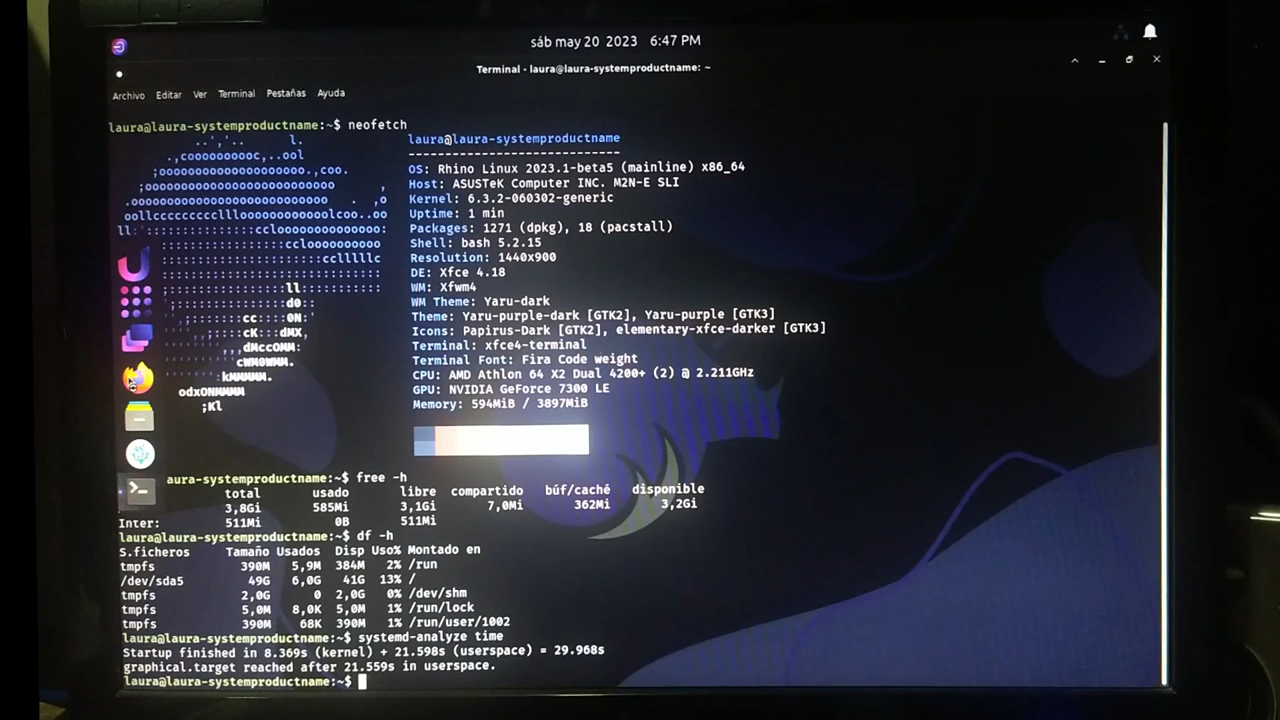 sáb may 20 2023 6:47 PM
Terminal - laura@laura-systemproductname: ~
Archivo Editar Ver Terminal Pestañas Ayuda
laura@laura-systemproductname:~$ neofetch
laura@laura-systemproductname
-----------------------------
OS: Rhino Linux 2023.1-beta5 (mainline) x86_64
Host: ASUSTeK Computer INC. M2N-E SLI
Kernel: 6.3.2-060302-generic
Uptime: 1 min
Packages: 1271 (dpkg), 18 (pacstall)
Shell: bash 5.2.15
Resolution: 1440x900
DE: Xfce 4.18
WM: Xfwm4
WM Theme: Yaru-dark
Theme: Yaru-purple-dark [GTK2], Yaru-purple [GTK3]
Icons: Papirus-Dark [GTK2], elementary-xfce-darker [GTK3]
Terminal: xfce4-terminal
Terminal Font: Fira Code weight
CPU: AMD Athlon 64 X2 Dual 4200+ (2) @ 2.211GHz
GPU: NVIDIA GeForce 7300 LE
Memory: 594MiB / 3897MiB
aura-systemproductname:~$ free -h
total usado libre compartido búf/caché disponible
3,8Gi 585Mi 3,1Gi 7,0Mi 362Mi 3,2Gi
Inter: 511Mi 0B 511Mi
laura@laura-systemproductname:~$ df -h
S.ficheros Tamaño Usados Disp Uso% Montado en
tmpfs 390M 5,9M 384M 2% /run
/dev/sda5 49G 6,0G 41G 13% /
tmpfs 2,0G 0 2,0G 0% /dev/shm
tmpfs 5,0M 8,0K 5,0M 1% /run/lock
tmpfs 390M 68K 390M 1% /run/user/1002
laura@laura-systemproductname:~$ systemd-analyze time
Startup finished in 8.369s (kernel) + 21.598s (userspace) = 29.968s
graphical.target reached after 21.559s in userspace.
laura@laura-systemproductname:~$